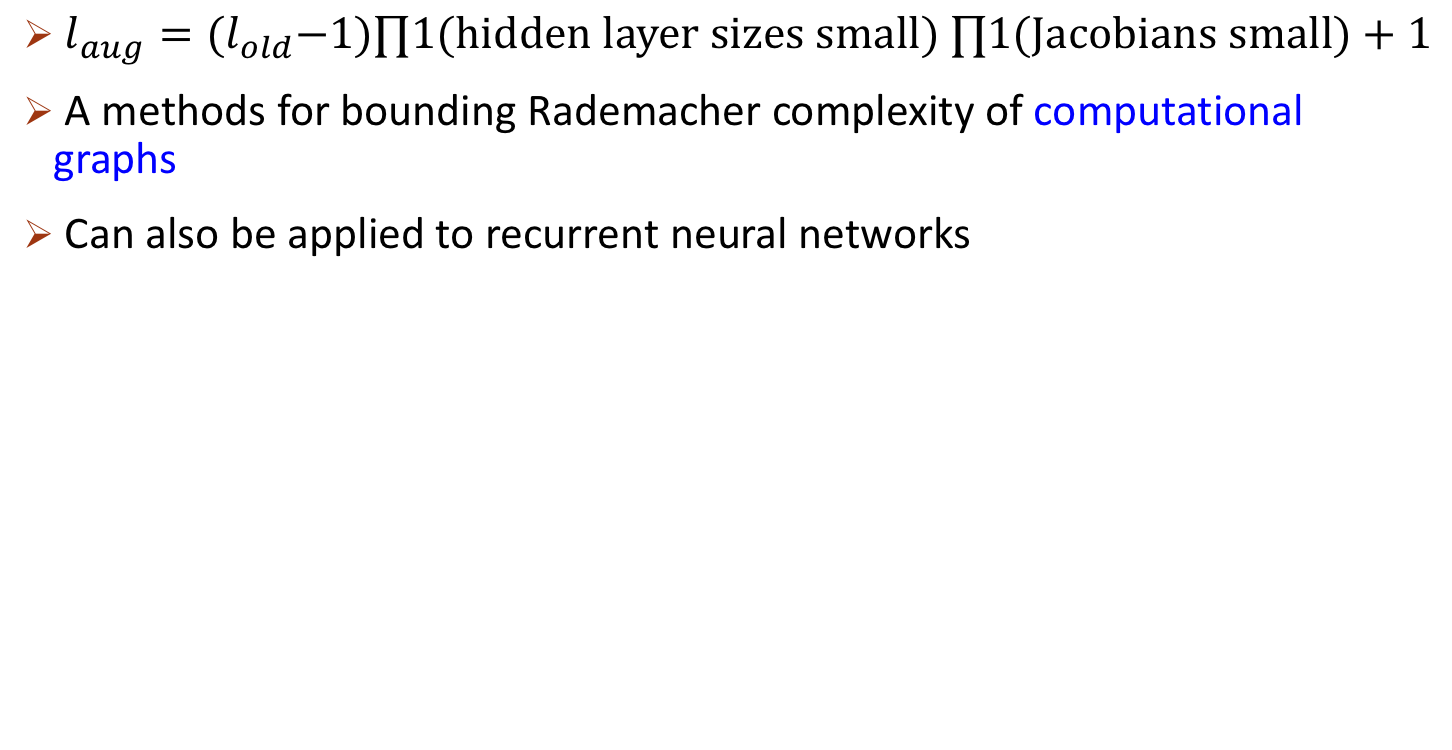 ➢ l_aug = (l_old−1)∏1(hidden layer sizes small) ∏1(Jacobians small) + 1
➢ A methods for bounding Rademacher complexity of computational
graphs
➢ Can also be applied to recurrent neural networks